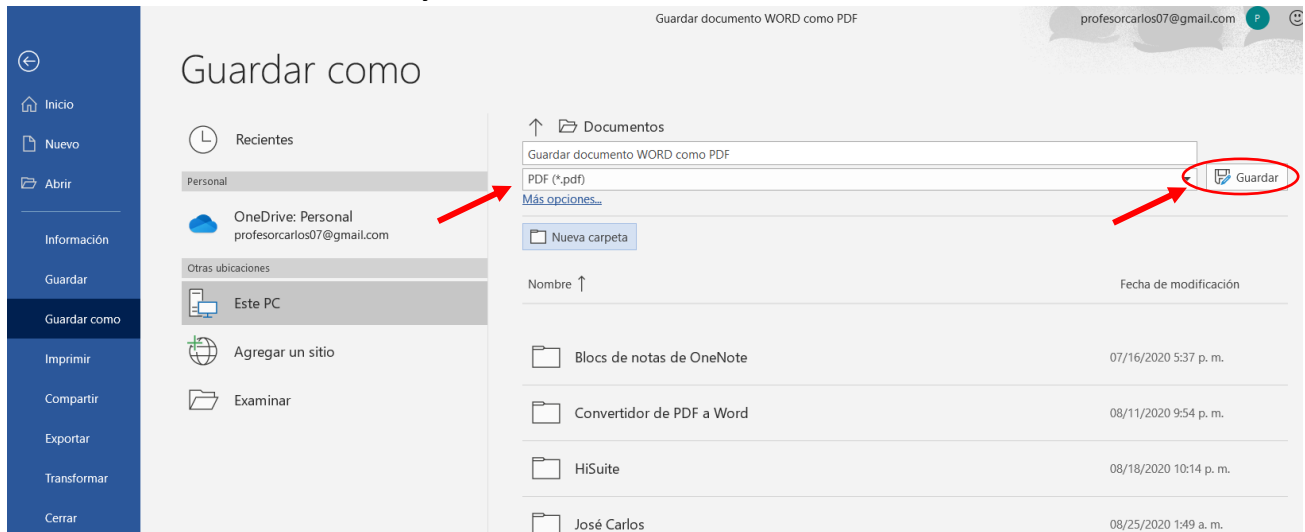 Guardar documento WORD como PDF
profesorcarlos07@gmail.com P
Guardar como
Inicio
Nuevo
Abrir
Información
Guardar
Guardar como
Imprimir
Compartir
Exportar
Transformar
Cerrar
Recientes
Personal
OneDrive: Personal
profesorcarlos07@gmail.com
Otras ubicaciones
Este PC
Agregar un sitio
Examinar
Documentos
Guardar documento WORD como PDF
PDF (*.pdf)
Guardar
Más opciones...
Nueva carpeta
Nombre ↑ Fecha de modificación
Blocs de notas de OneNote 07/16/2020 5:37 p. m.
Convertidor de PDF a Word 08/11/2020 9:54 p. m.
HiSuite 08/18/2020 10:14 p. m.
José Carlos 08/25/2020 1:49 a. m.